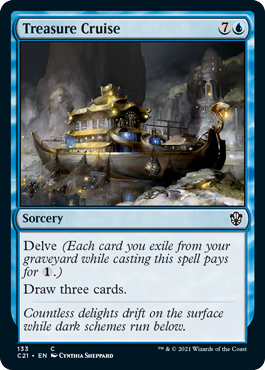 Treasure Cruise 7
Sorcery
Delve (Each card you exile from your
graveyard while casting this spell pays
for 1.)
Draw three cards.
Countless delights drift on the surface
while dark schemes run below.
133 C
C21 • EN Cynthia Sheppard ™ & © 2021 Wizards of the Coast